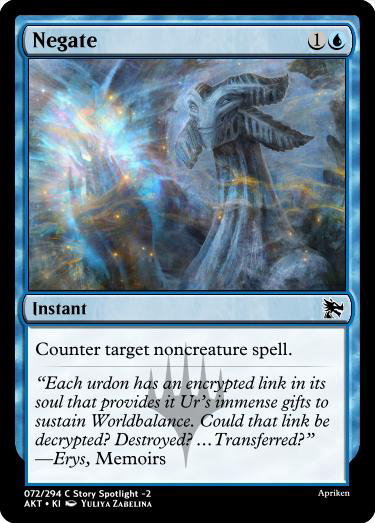 Negate
1
Instant
Counter target noncreature spell.
“Each urdon has an encrypted link in its
soul that provides it Ur’s immense gifts to
sustain Worldbalance. Could that link be
decrypted? Destroyed? …Transferred?”
—Erys, Memoirs
072/294 C Story Spotlight -2
AKT • KI Yuliya Zabelina
Apriken